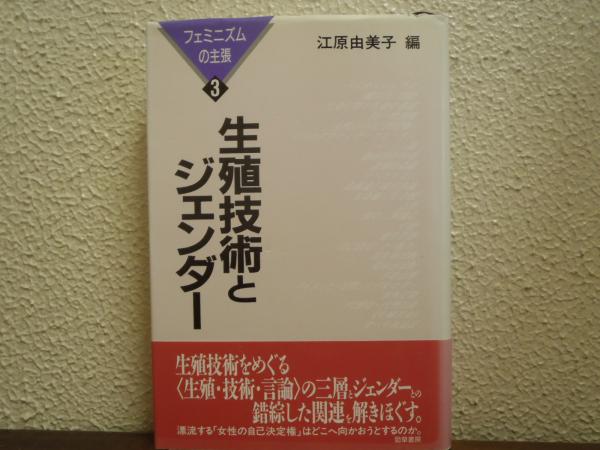 フェミニズム
の主張
3
江原由美子 編
生殖技術と
ジェンダー
生殖技術をめぐる
〈生殖・技術・言論〉の三層とジェンダーとの
錯綜した関連を解きほぐす。
漂流する「女性の自己決定権」はどこへ向かおうとするのか。
勁草書房